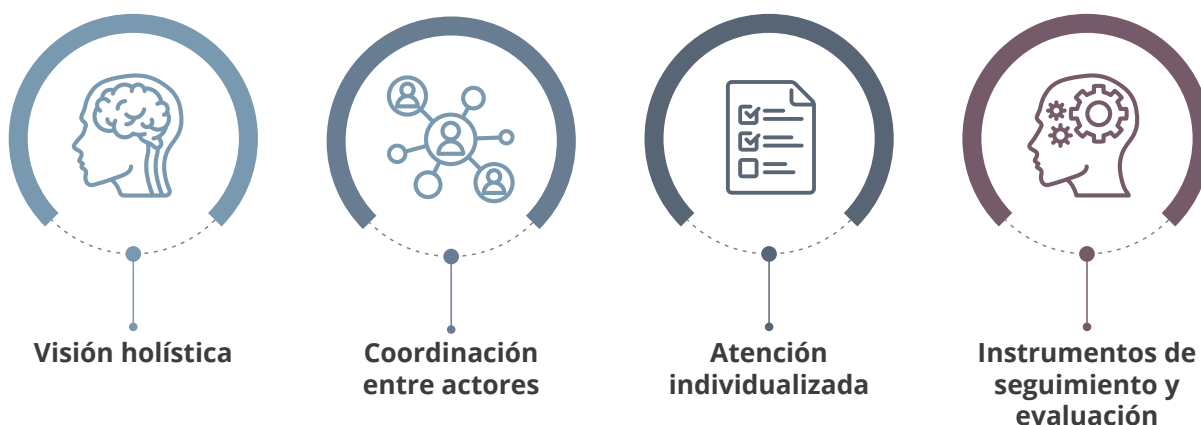 Visión holística
Coordinación
entre actores
Atención
individualizada
Instrumentos de
seguimiento y
evaluación